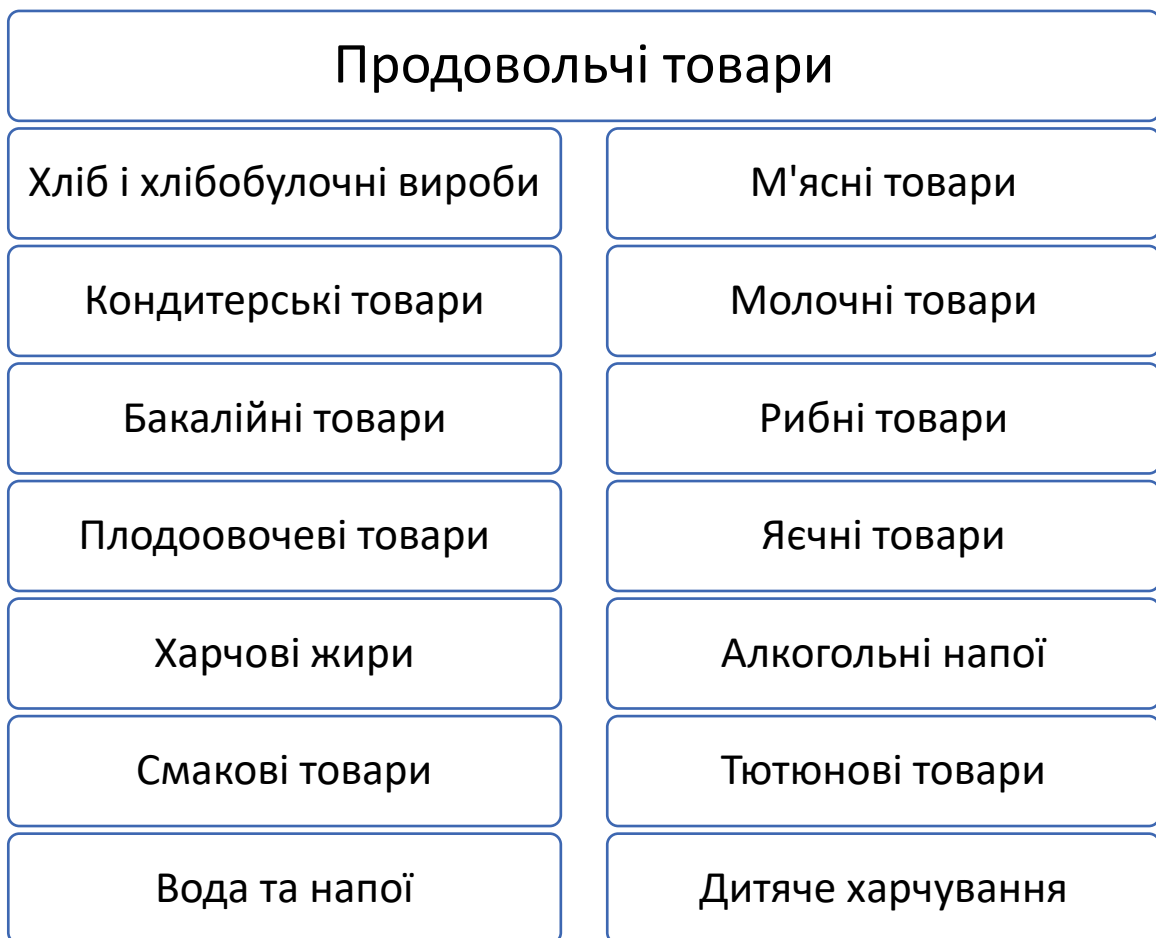 Продовольчі товари
Хліб і хлібобулочні вироби
М'ясні товари
Кондитерські товари
Молочні товари
Бакалійні товари
Рибні товари
Плодоовочеві товари
Яєчні товари
Харчові жири
Алкогольні напої
Смакові товари
Тютюнові товари
Вода та напої
Дитяче харчування